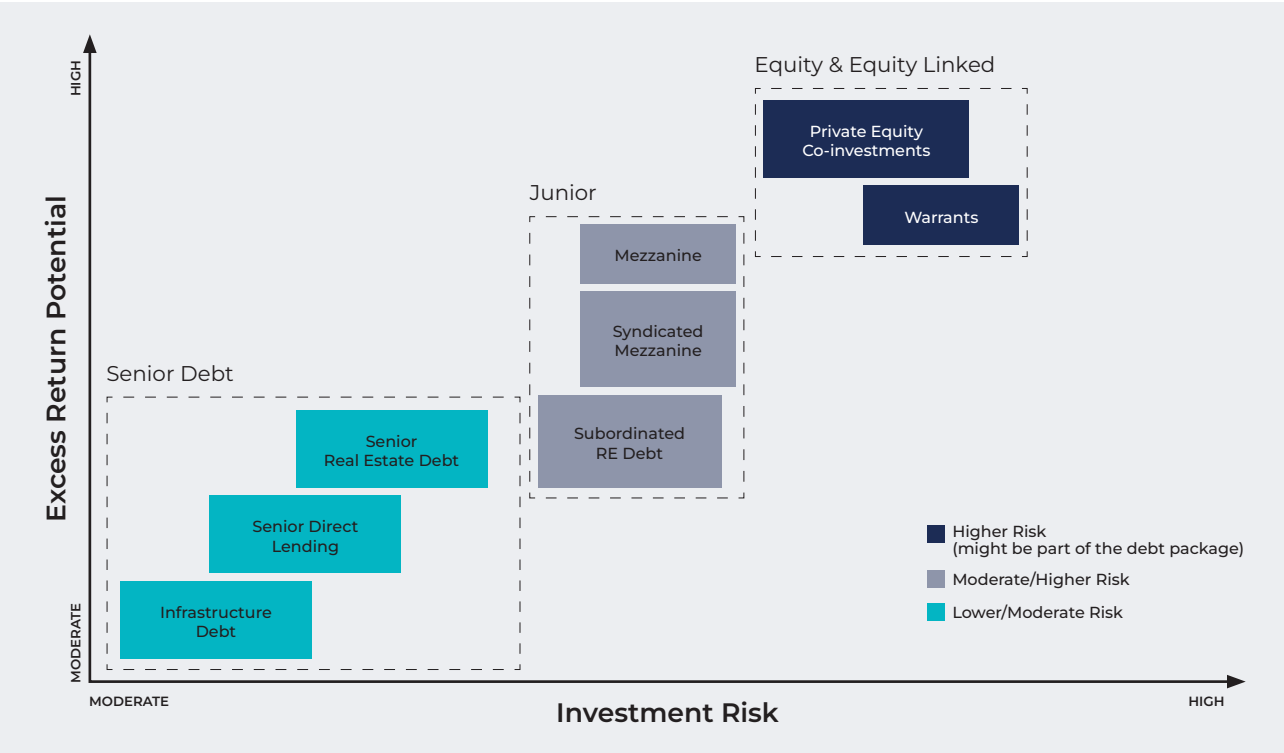 HIGH
Excess Return Potential
MODERATE
Equity & Equity Linked
Private Equity
Co-investments
Warrants
Junior
Mezzanine
Syndicated
Mezzanine
Subordinated
RE Debt
Senior Debt
Senior
Real Estate Debt
Senior Direct
Lending
Infrastructure
Debt
Higher Risk
(might be part of the debt package)
Moderate/Higher Risk
Lower/Moderate Risk
MODERATE
Investment Risk
HIGH